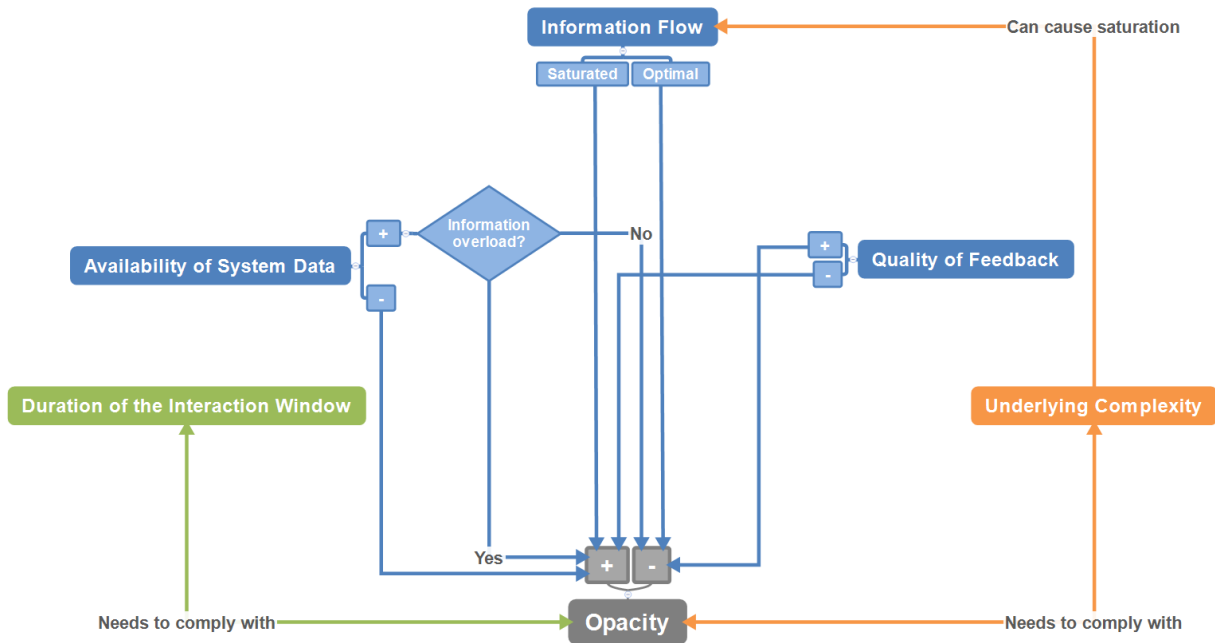 Information Flow
Can cause saturation
Saturated
Optimal
+
Information
overload?
No
+
Availability of System Data
Quality of Feedback
-
-
Duration of the Interaction Window
Underlying Complexity
Yes
+
-
Needs to comply with
Opacity
Needs to comply with